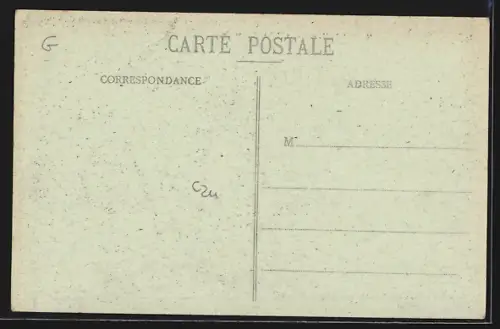 G
CARTE POSTALE
CORRESPONDANCE
ADRESSE
M